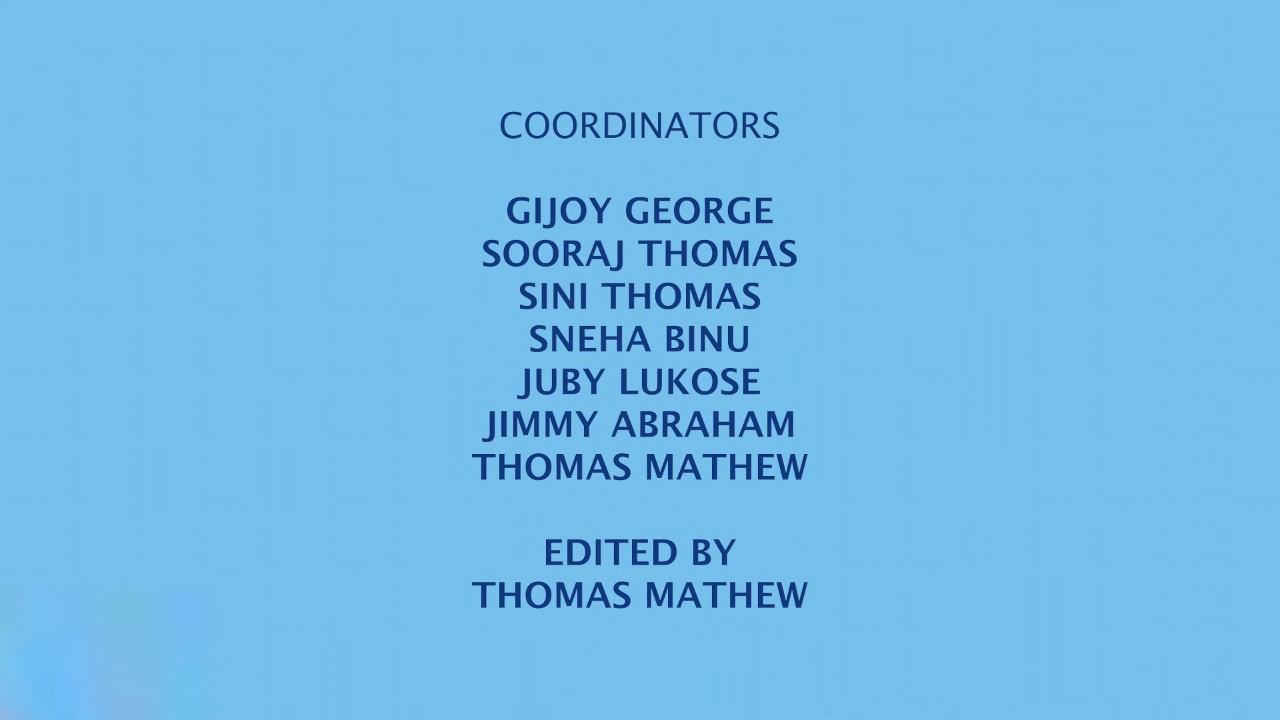 COORDINATORS
GIJOY GEORGE
SOORAJ THOMAS
SINI THOMAS
SNEHA BINU
JUBY LUKOSE
JIMMY ABRAHAM
THOMAS MATHEW
EDITED BY
THOMAS MATHEW